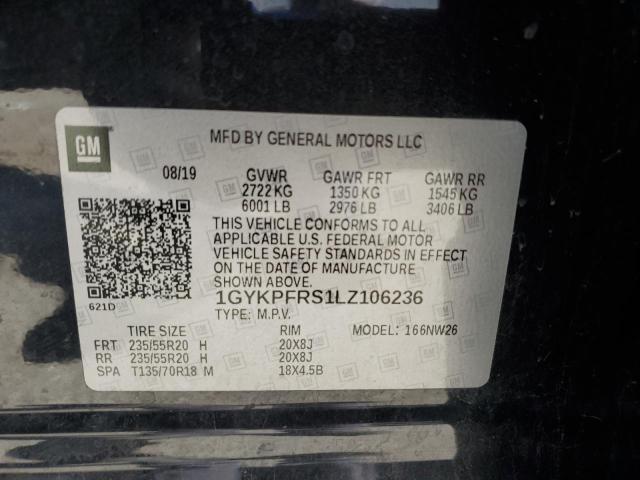 GM
MFD BY GENERAL MOTORS LLC
08/19 GVWR GAWR FRT GAWR RR
2722 KG 1350 KG 1545 KG
6001 LB 2976 LB 3406 LB
THIS VEHICLE CONFORMS TO ALL
APPLICABLE U.S. FEDERAL MOTOR
VEHICLE SAFETY STANDARDS IN EFFECT
ON THE DATE OF MANUFACTURE
SHOWN ABOVE.
621D
1GYKPFRS1LZ106236
TYPE: M.P.V.
TIRE SIZE RIM MODEL: 166NW26
FRT 235/55R20 H 20X8J
RR 235/55R20 H 20X8J
SPA T135/70R18 M 18X4.5B